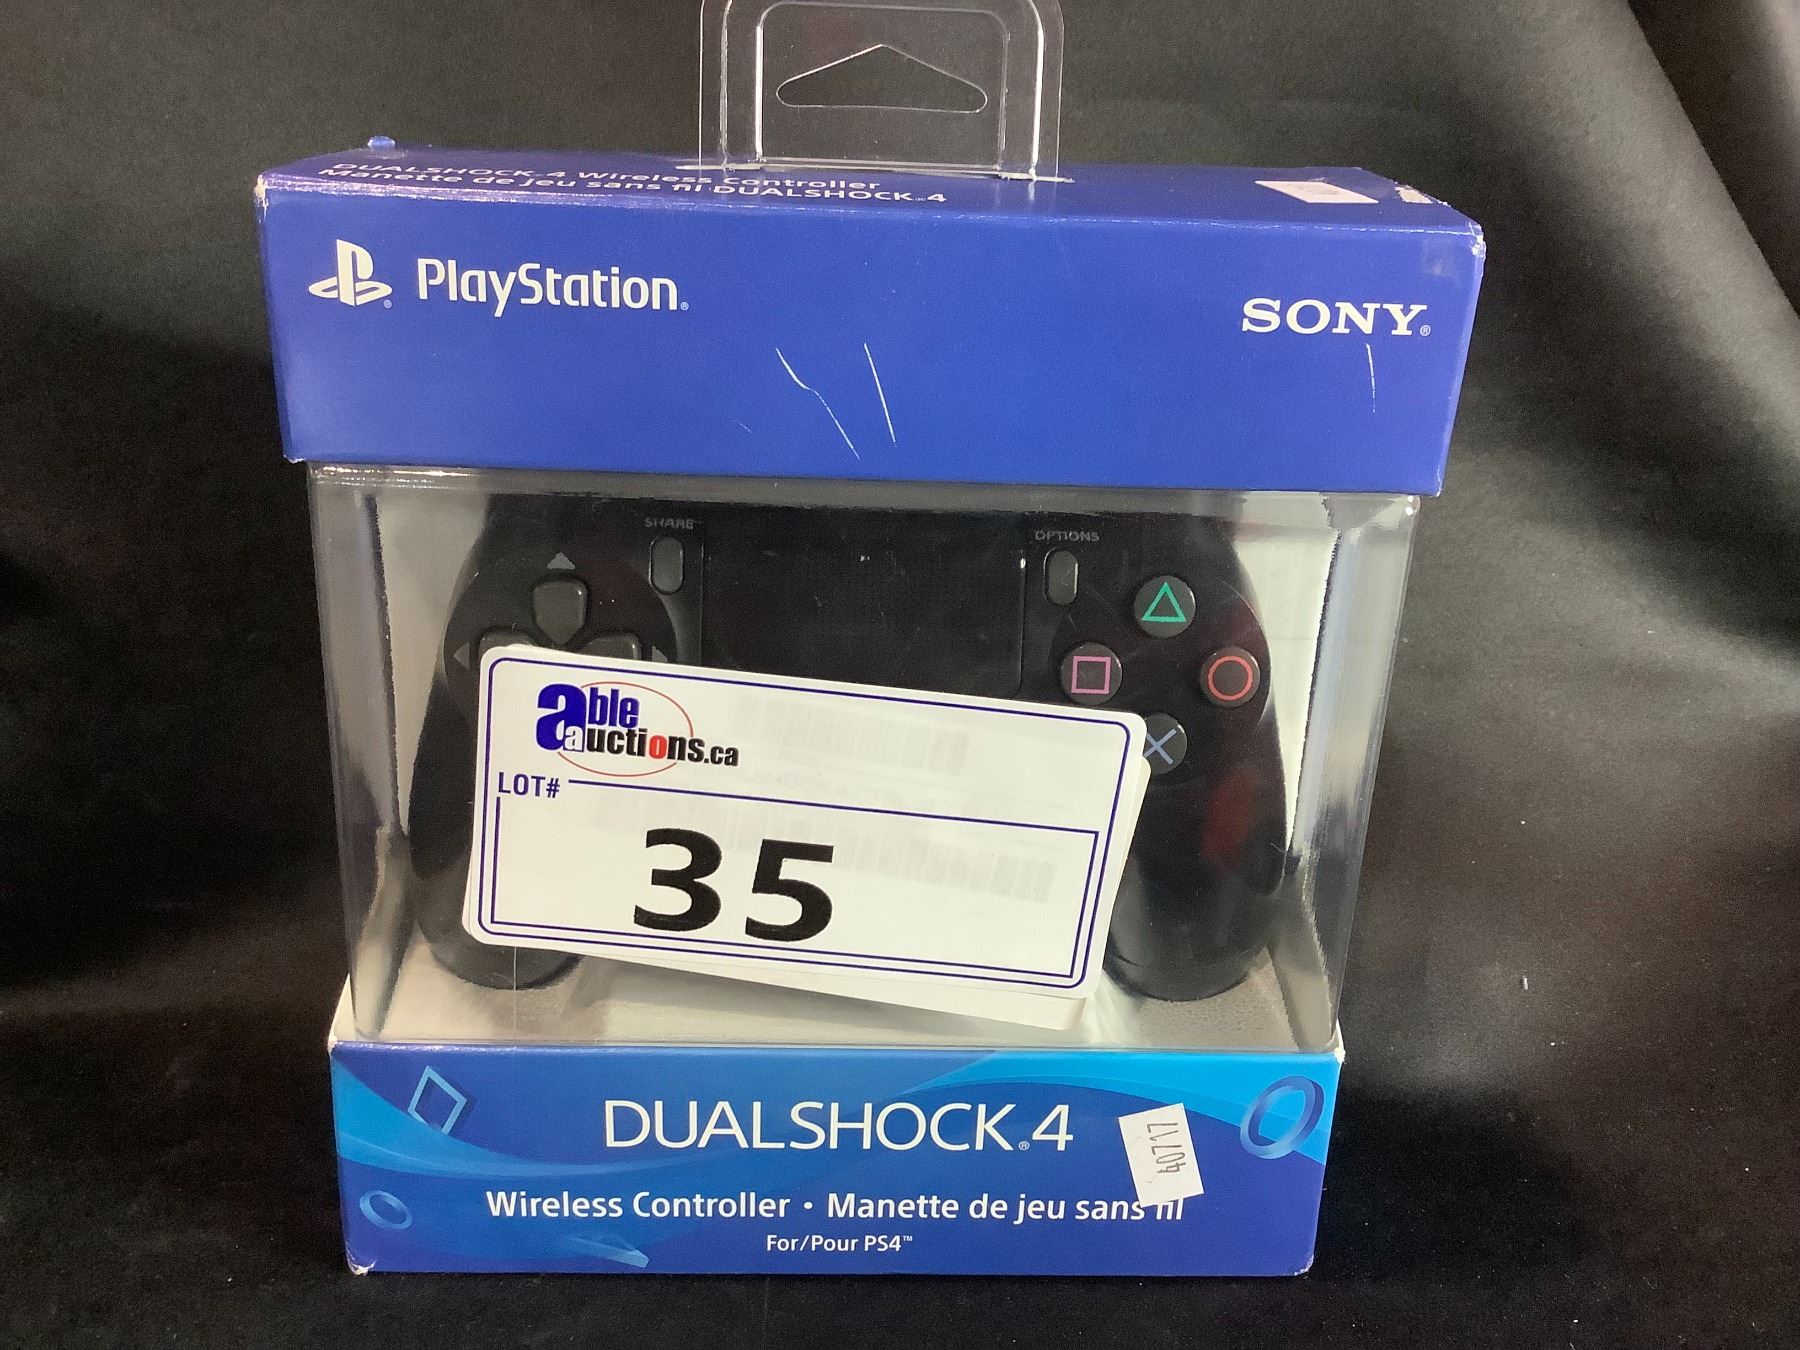 DUALSHOCK®4 Wireless Controller
Manette de jeu sans fil DUALSHOCK®4
PlayStation®
SONY®
SHARE
OPTIONS
able
auctions.ca
LOT#
35
DUALSHOCK®4
40717
Wireless Controller • Manette de jeu sans fil
For/Pour PS4™